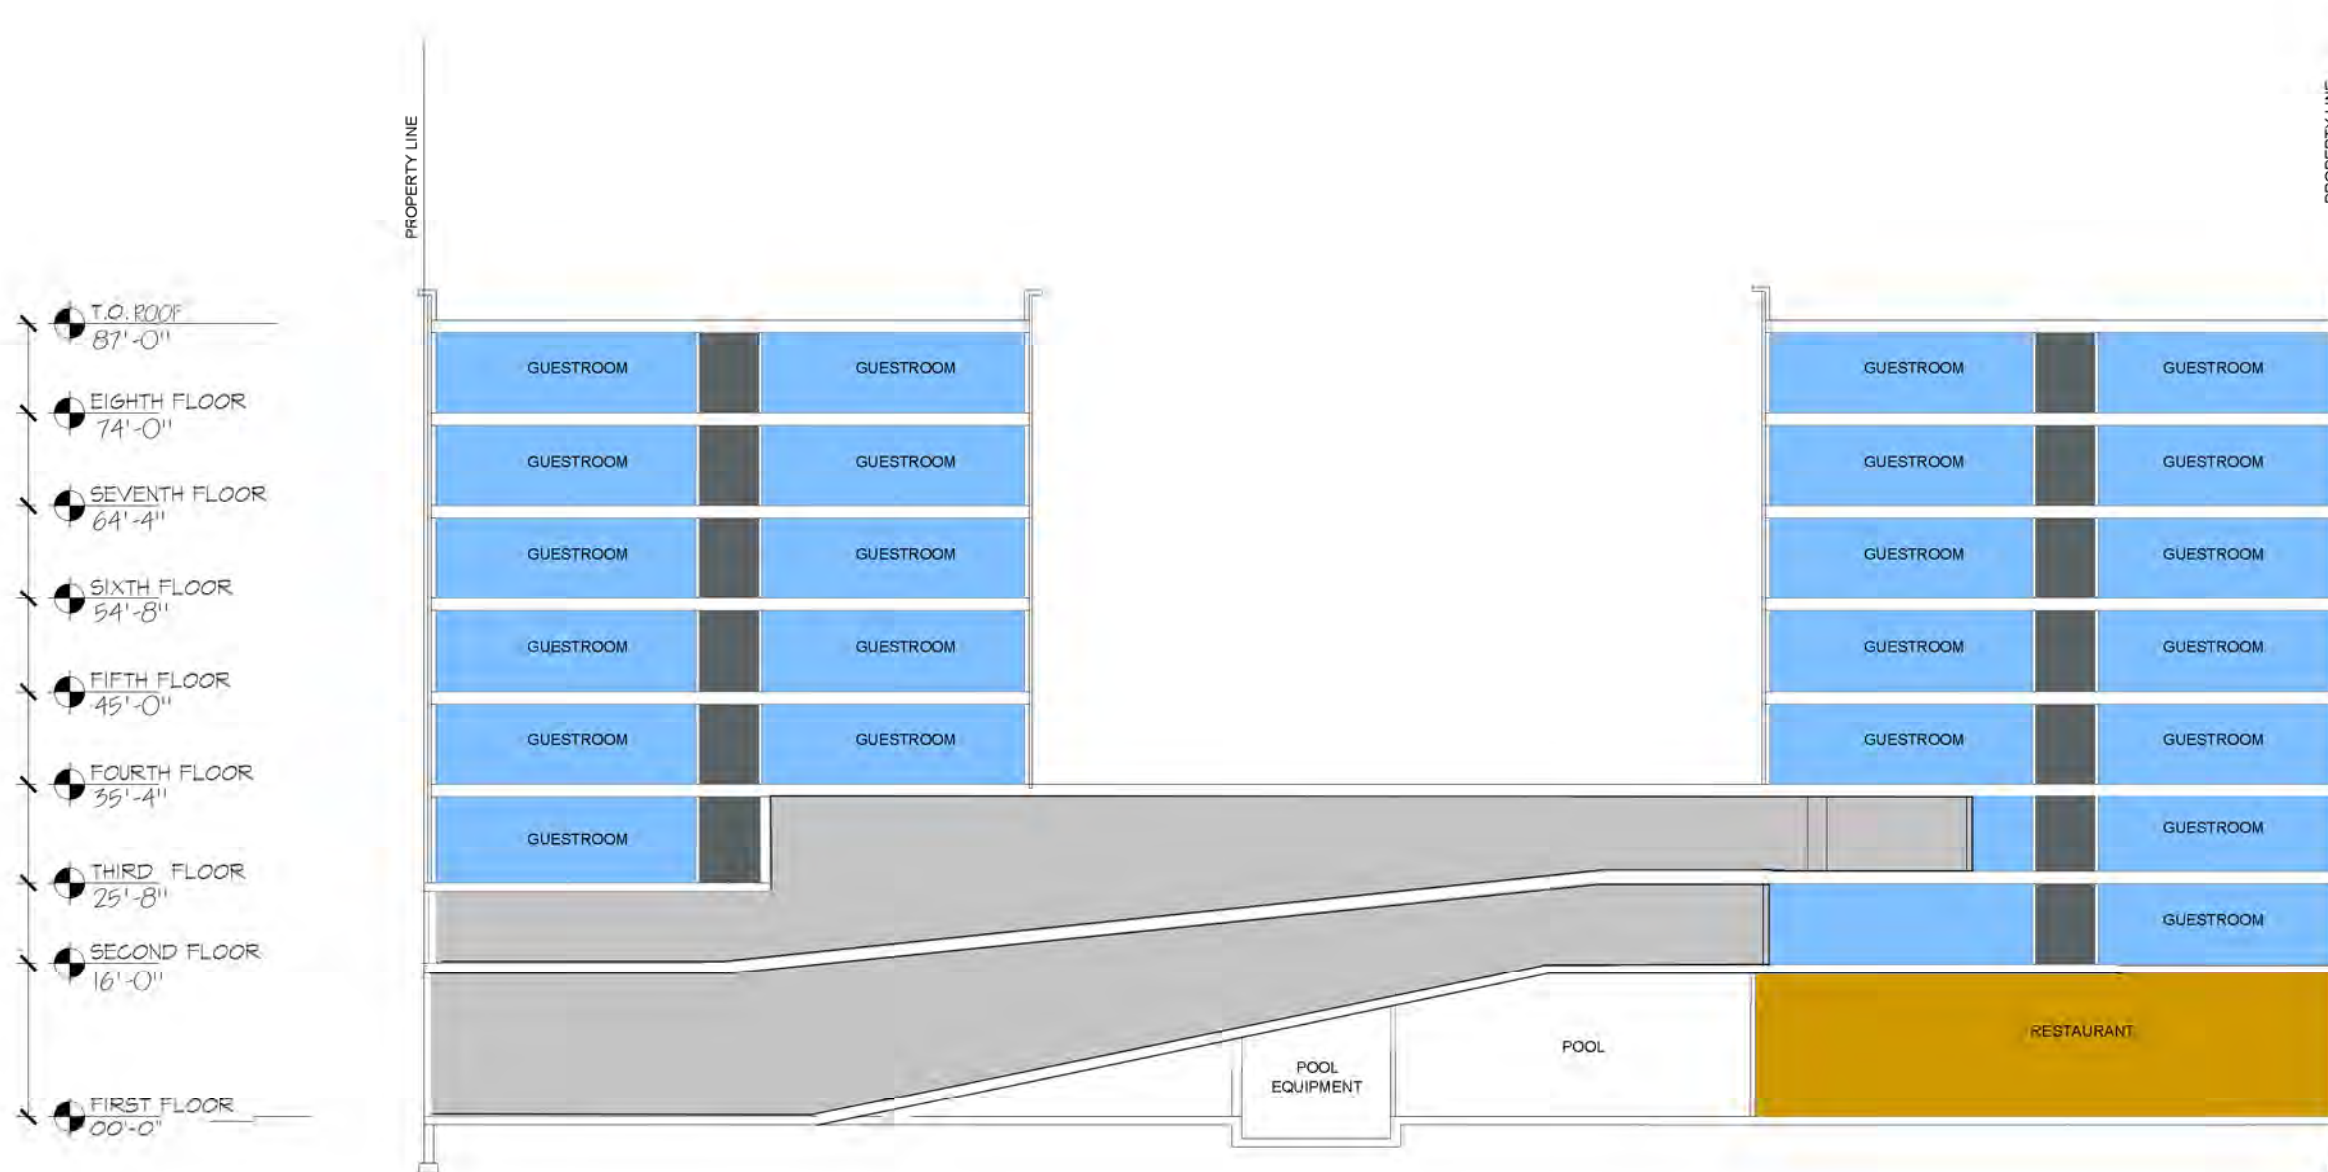 PROPERTY LINE
PROPERTY LINE
T.O. ROOF
87'-0"
GUESTROOM GUESTROOM GUESTROOM GUESTROOM
EIGHTH FLOOR
74'-0"
GUESTROOM GUESTROOM GUESTROOM GUESTROOM
SEVENTH FLOOR
64'-4"
GUESTROOM GUESTROOM GUESTROOM GUESTROOM
SIXTH FLOOR
54'-8"
GUESTROOM GUESTROOM GUESTROOM GUESTROOM
FIFTH FLOOR
45'-0"
GUESTROOM GUESTROOM GUESTROOM GUESTROOM
FOURTH FLOOR
35'-4"
GUESTROOM GUESTROOM
THIRD FLOOR
25'-8"
GUESTROOM
SECOND FLOOR
16'-0"
RESTAURANT
POOL
POOL
EQUIPMENT
FIRST FLOOR
00'-0"